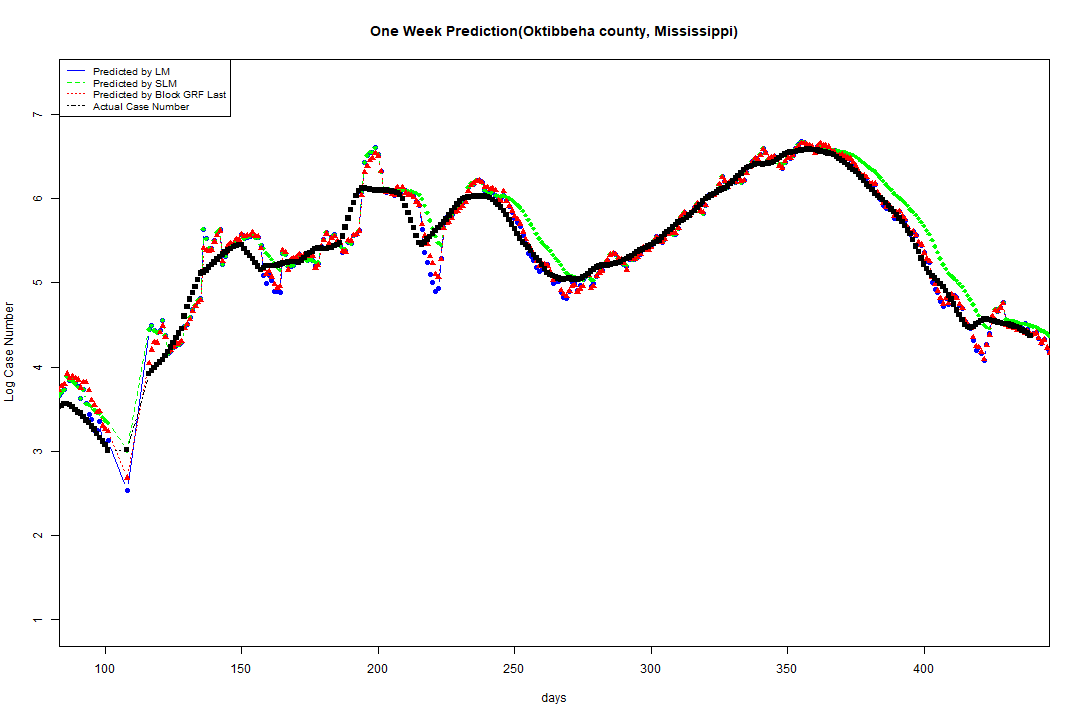 One Week Prediction(Oktibbeha county, Mississippi)
Predicted by LM
Predicted by SLM
Predicted by Block GRF Last
Actual Case Number
Log Case Number
7
6
5
4
3
2
1
100 150 200 250 300 350 400
days